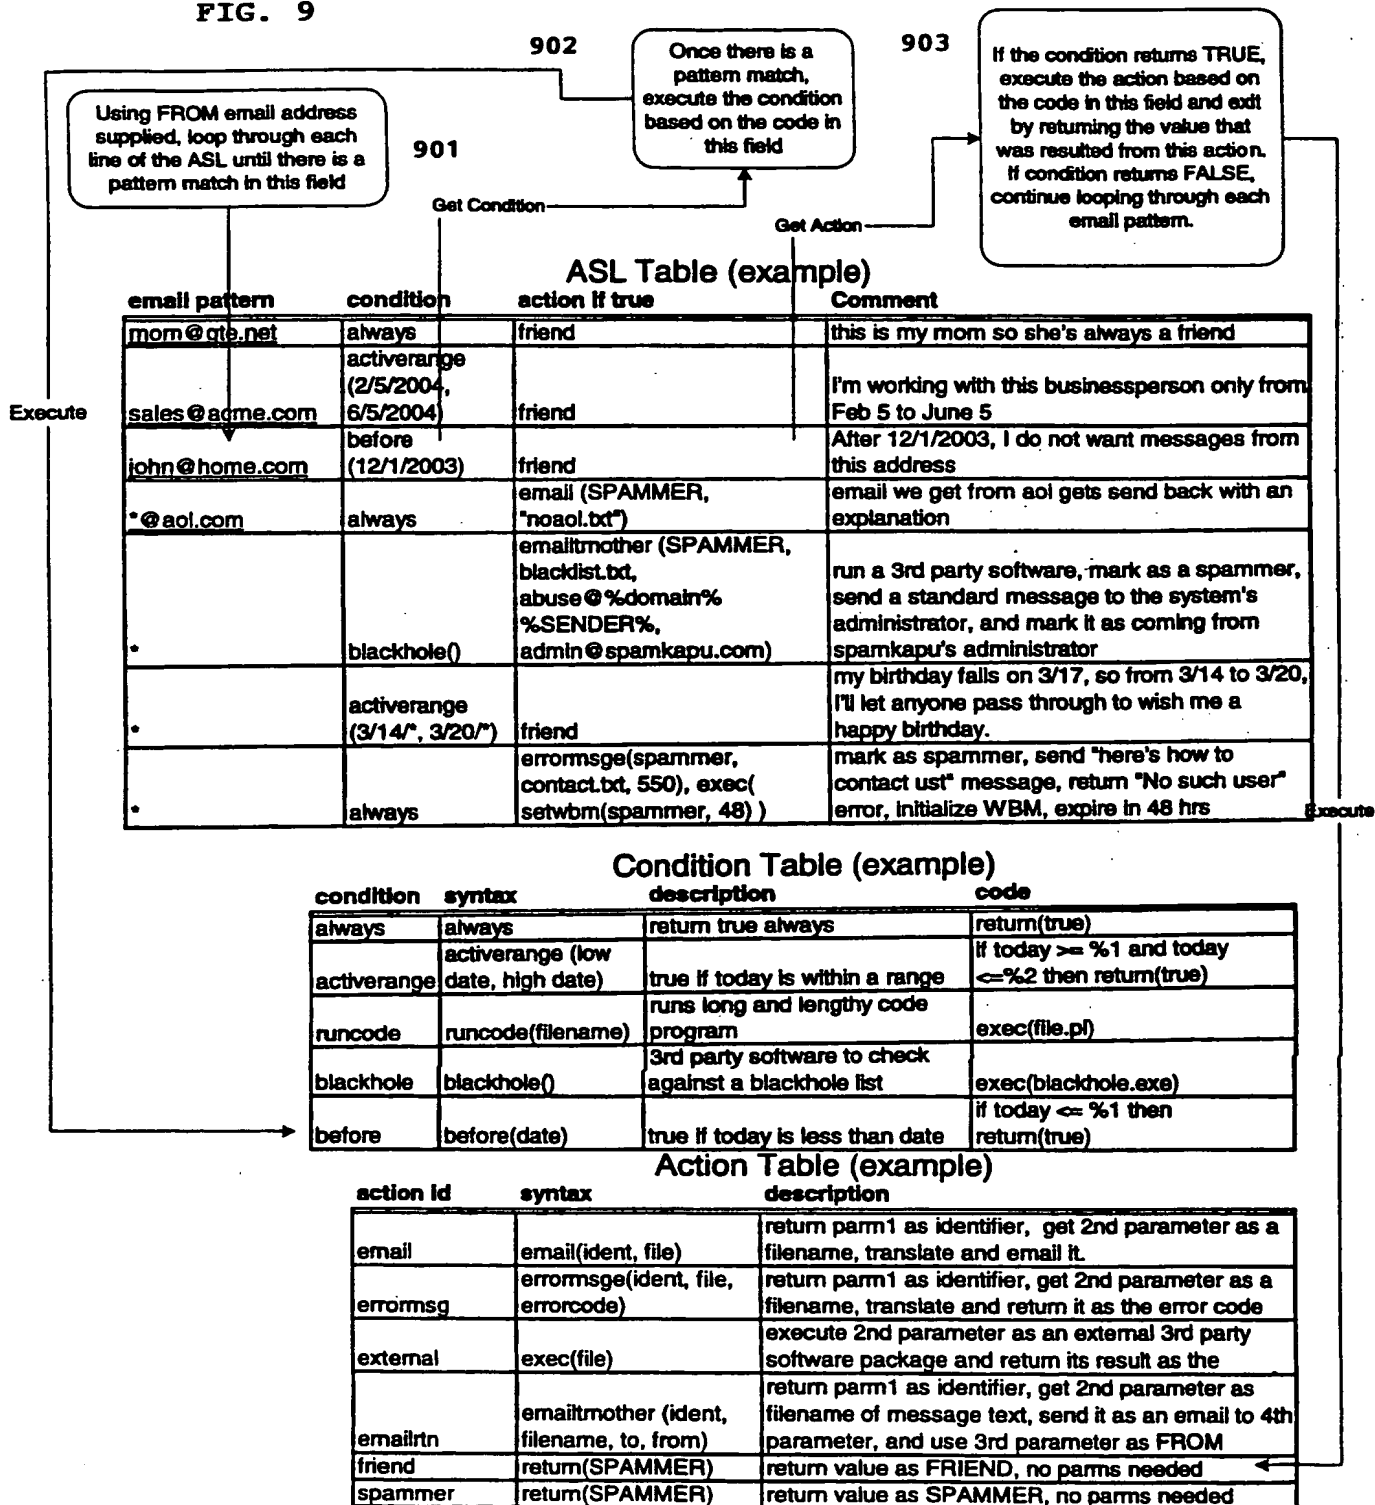 FIG. 9
902
903
Once there is a
pattern match,
execute the condition
based on the code in
this field
If the condition returns TRUE,
execute the action based on
the code in this field and exit
by returning the value that
was resulted from this action.
If condition returns FALSE,
continue looping through each
email pattern.
Using FROM email address
supplied, loop through each
line of the ASL until there is a
pattern match in this field
901
Get Condition
Get Action
ASL Table (example)
email pattern condition action if true Comment
mom@gte.net always friend this is my mom so she's always a friend
activerange
(2/5/2004, I'm working with this businessperson only from
Execute
sales@acme.com 6/5/2004) friend Feb 5 to June 5
before After 12/1/2003, I do not want messages from
john@home.com (12/1/2003) friend this address
email (SPAMMER, email we get from aol gets send back with an
*@aol.com always "noaol.txt") explanation
emailtrnother (SPAMMER,
blacklist.txt, run a 3rd party software, mark as a spammer,
abuse@%domain% send a standard message to the system's
%SENDER%, administrator, and mark it as coming from
* blackhole() admin@spamkapu.com) spamkapu's administrator
my birthday falls on 3/17, so from 3/14 to 3/20,
activerange I'll let anyone pass through to wish me a
* (3/14/*, 3/20/*) friend happy birthday.
errormsge(spammer, mark as spammer, send "here's how to
contact.txt, 550), exec( contact ust" message, return "No such user"
* always setwbm(spammer, 48) ) error, initialize WBM, expire in 48 hrs
Execute
Condition Table (example)
condition syntax description code
always always return true always return(true)
activerange (low if today >= %1 and today
activerange date, high date) true if today is within a range <=%2 then return(true)
runs long and lengthy code
runcode runcode(filename) program exec(file.pl)
3rd party software to check
blackhole blackhole() against a blackhole list exec(blackhole.exe)
if today <= %1 then
before before(date) true if today is less than date return(true)
Action Table (example)
action id syntax description
return parm1 as identifier, get 2nd parameter as a
email email(ident, file) filename, translate and email it.
errormsge(ident, file, return parm1 as identifier, get 2nd parameter as a
errormsg errorcode) filename, translate and return it as the error code
execute 2nd parameter as an external 3rd party
external exec(file) software package and return its result as the
return parm1 as identifier, get 2nd parameter as
emailtrnother (ident, filename of message text, send it as an email to 4th
emailrtn filename, to, from) parameter, and use 3rd parameter as FROM
friend return(SPAMMER) return value as FRIEND, no parms needed
spammer return(SPAMMER) return value as SPAMMER, no parms needed